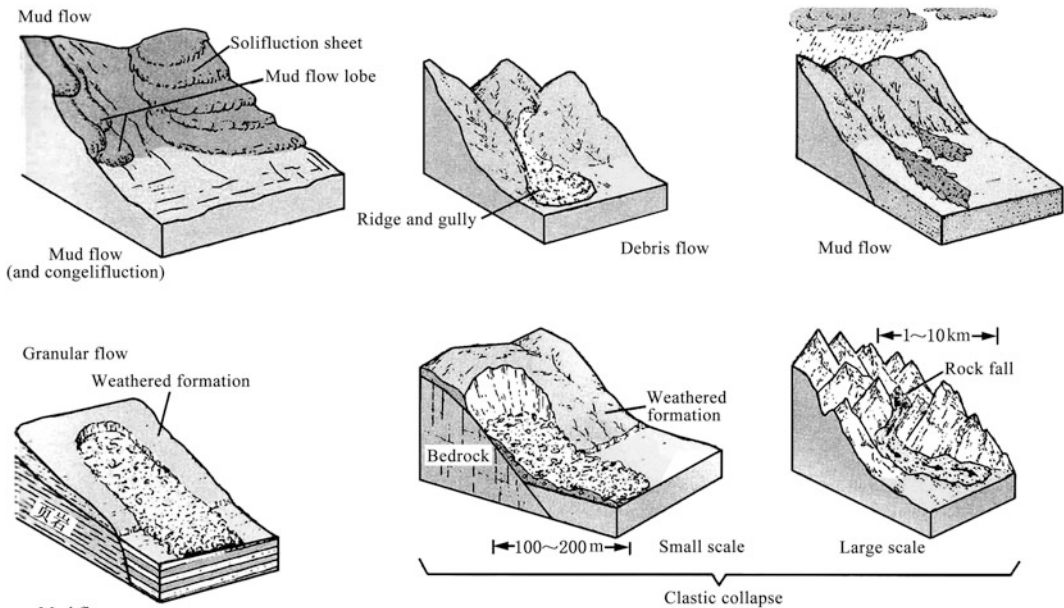 Mud flow
Solifluction sheet
Mud flow lobe
Mud flow
(and congelifluction)
Ridge and gully
Debris flow
Mud flow
Granular flow
Weathered formation
页岩
Bedrock
Weathered
formation
100～200 m
Small scale
1～10 km
Rock fall
Large scale
Clastic collapse